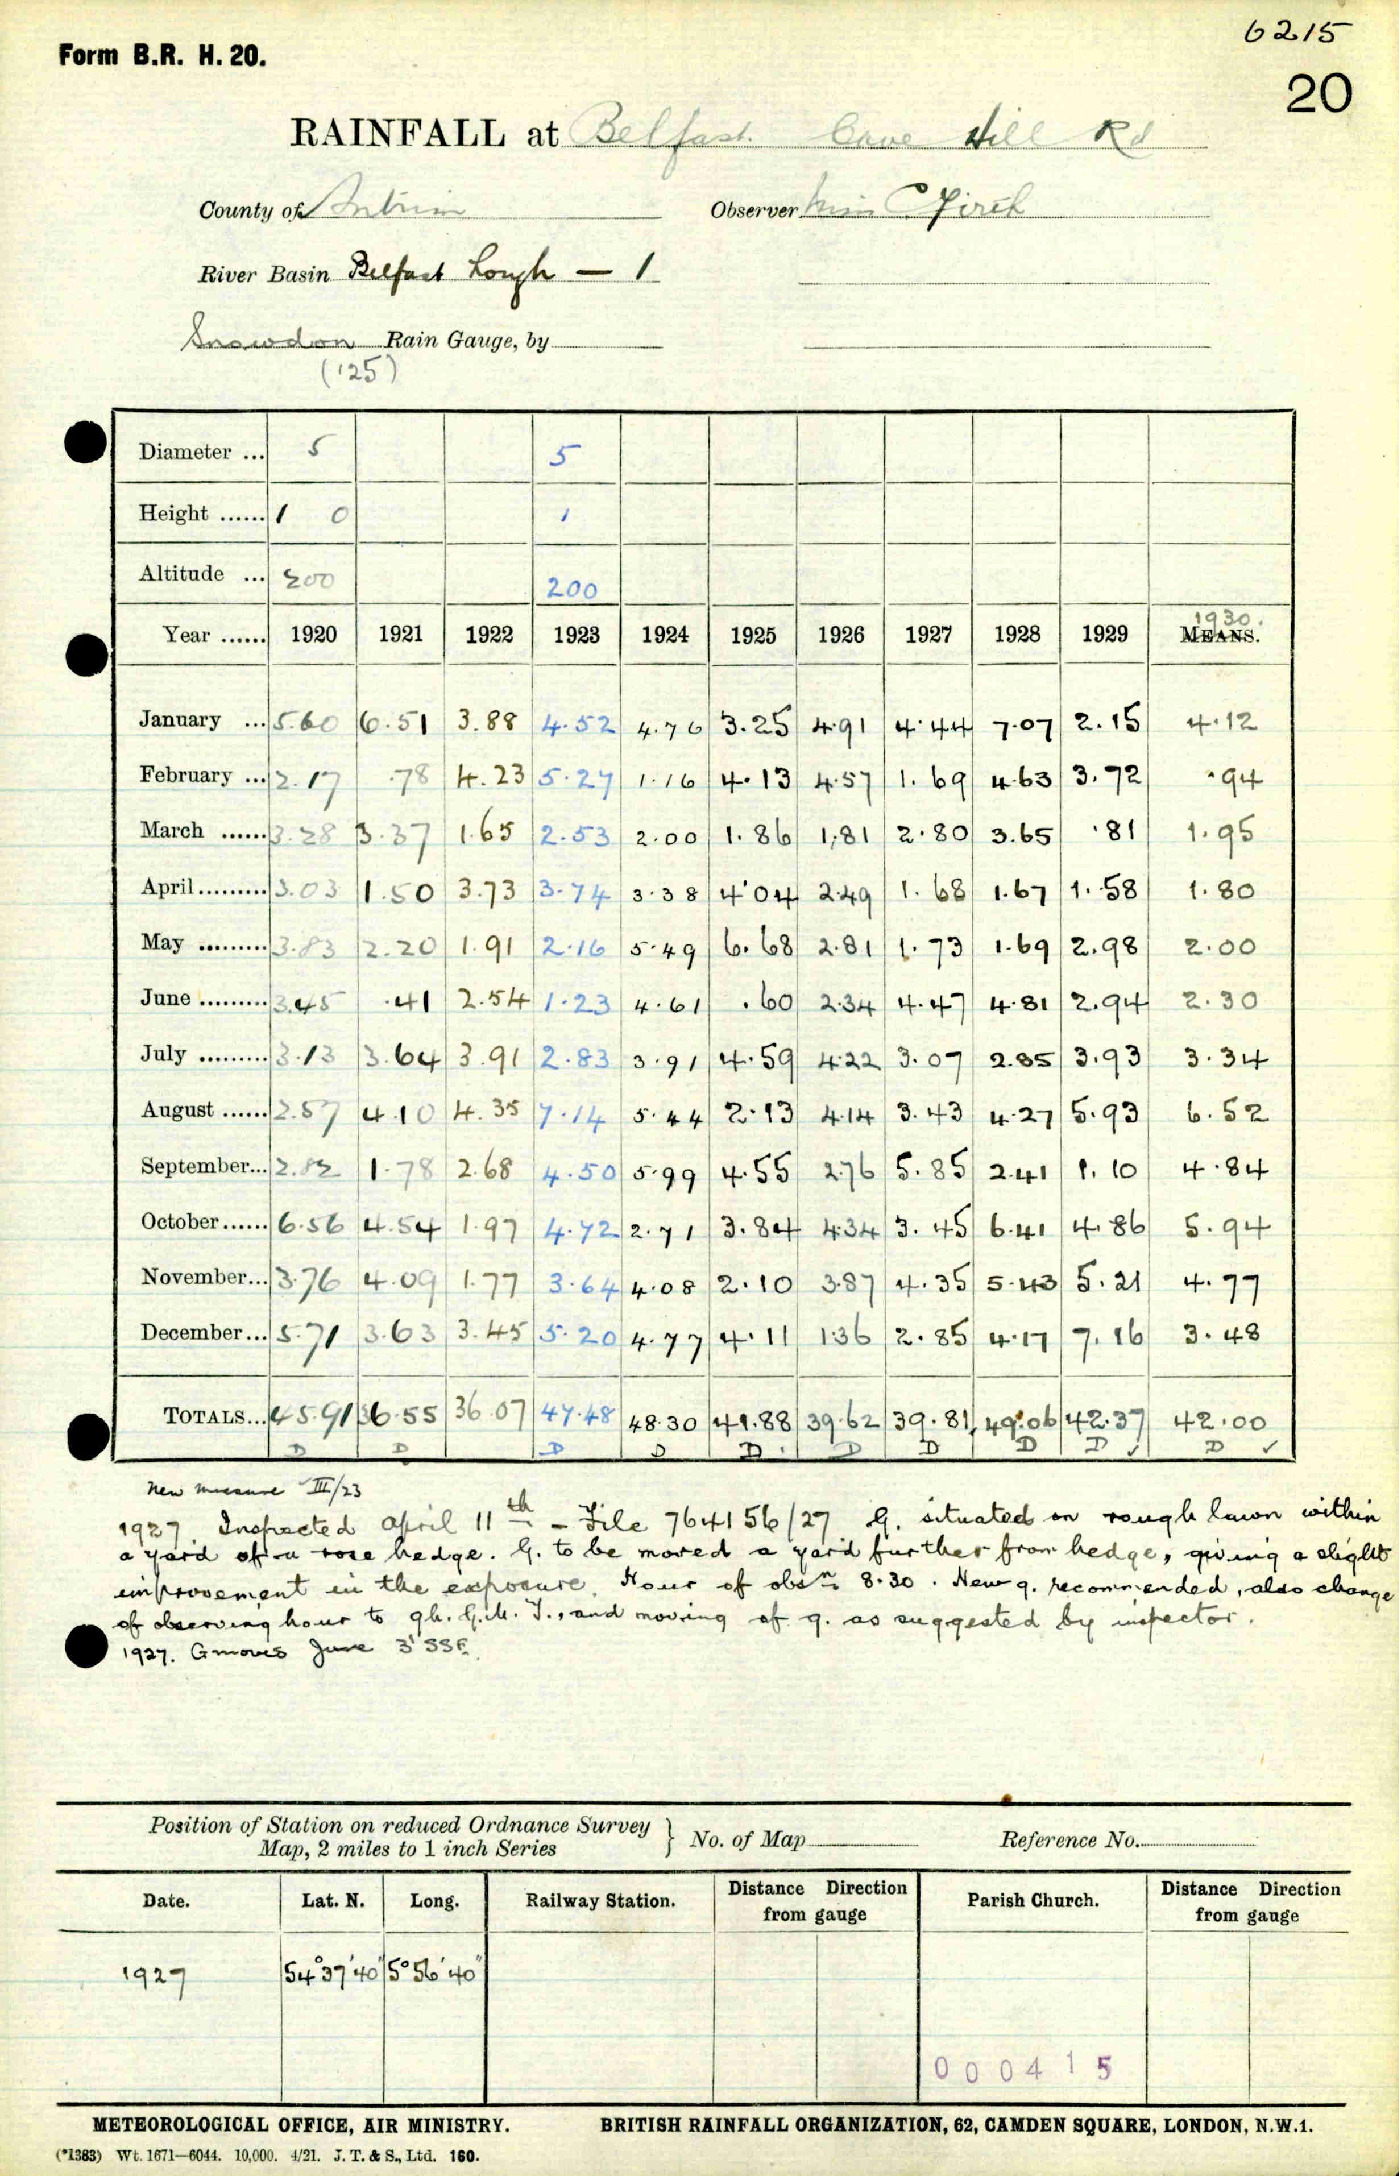 6215
Form B.R. H. 20.
20
RAINFALL at Belfast. Cave Hill Rd
County of Antrim Observer Miss C Firth
River Basin Belfast Lough — 1
Snowdon Rain Gauge, by
(125)
Diameter ... 5 5
Height ...... 1 0 1
Altitude ... 200 200
1930.
Year ...... 1920 1921 1922 1923 1924 1925 1926 1927 1928 1929 MEANS.
January ... 5.60 6.51 3.88 4.52 4.76 3.25 4.91 4.44 7.07 2.15 4.12
February ... 2.17 .78 4.23 5.27 1.16 4.13 4.57 1.69 4.63 3.72 .94
March ...... 3.28 3.37 1.65 2.53 2.00 1.86 1.81 2.80 3.65 .81 1.95
April ......... 3.03 1.50 3.73 3.74 3.38 4.04 2.49 1.68 1.67 1.58 1.80
May ......... 3.83 2.20 1.91 2.16 5.49 6.68 2.81 1.73 1.69 2.98 2.00
June ......... 3.45 .41 2.54 1.23 4.61 .60 2.34 4.47 4.81 2.94 2.30
July ......... 3.13 3.64 3.91 2.83 3.91 4.59 4.22 3.07 2.85 3.93 3.34
August ...... 2.57 4.10 4.35 7.14 5.44 2.13 4.14 3.43 4.27 5.93 6.52
September... 2.82 1.78 2.68 4.50 5.99 4.55 2.76 5.85 2.41 1.10 4.84
October...... 6.56 4.54 1.97 4.72 2.71 3.84 4.34 3.45 6.41 4.86 5.94
November... 3.76 4.09 1.77 3.64 4.08 2.10 3.87 4.35 5.43 5.21 4.77
December... 5.71 3.63 3.45 5.20 4.77 4.11 1.36 2.85 4.17 7.16 3.48
TOTALS... 45.91 36.55 36.07 47.48 48.30 41.88 39.62 39.81 49.06 42.37 42.00
D D D D D D D D D ✓ D ✓
New measure III/23
1927 Inspected April 11th – File 764156/27 G. situated on rough lawn within
a yard of a rose hedge. G. to be moved a yard further from hedge, giving a slight
improvement in the exposure. Hour of obsn 8.30. New g. recommended, also change
of observing hour to 9h. G.M.T., and moving of g. as suggested by inspector.
1927. G moved June 3' SSE.
Position of Station on reduced Ordnance Survey
Map, 2 miles to 1 inch Series } No. of Map Reference No.
Date. Lat. N. Long. Railway Station. Distance Direction from gauge Parish Church. Distance Direction from gauge
1927 54°37'40" 5°56'40"
000415
METEOROLOGICAL OFFICE, AIR MINISTRY. BRITISH RAINFALL ORGANIZATION, 62, CAMDEN SQUARE, LONDON, N.W.1.
(*1383) Wt. 1671—6044. 10,000. 4/21. J. T. & S., Ltd. 160.